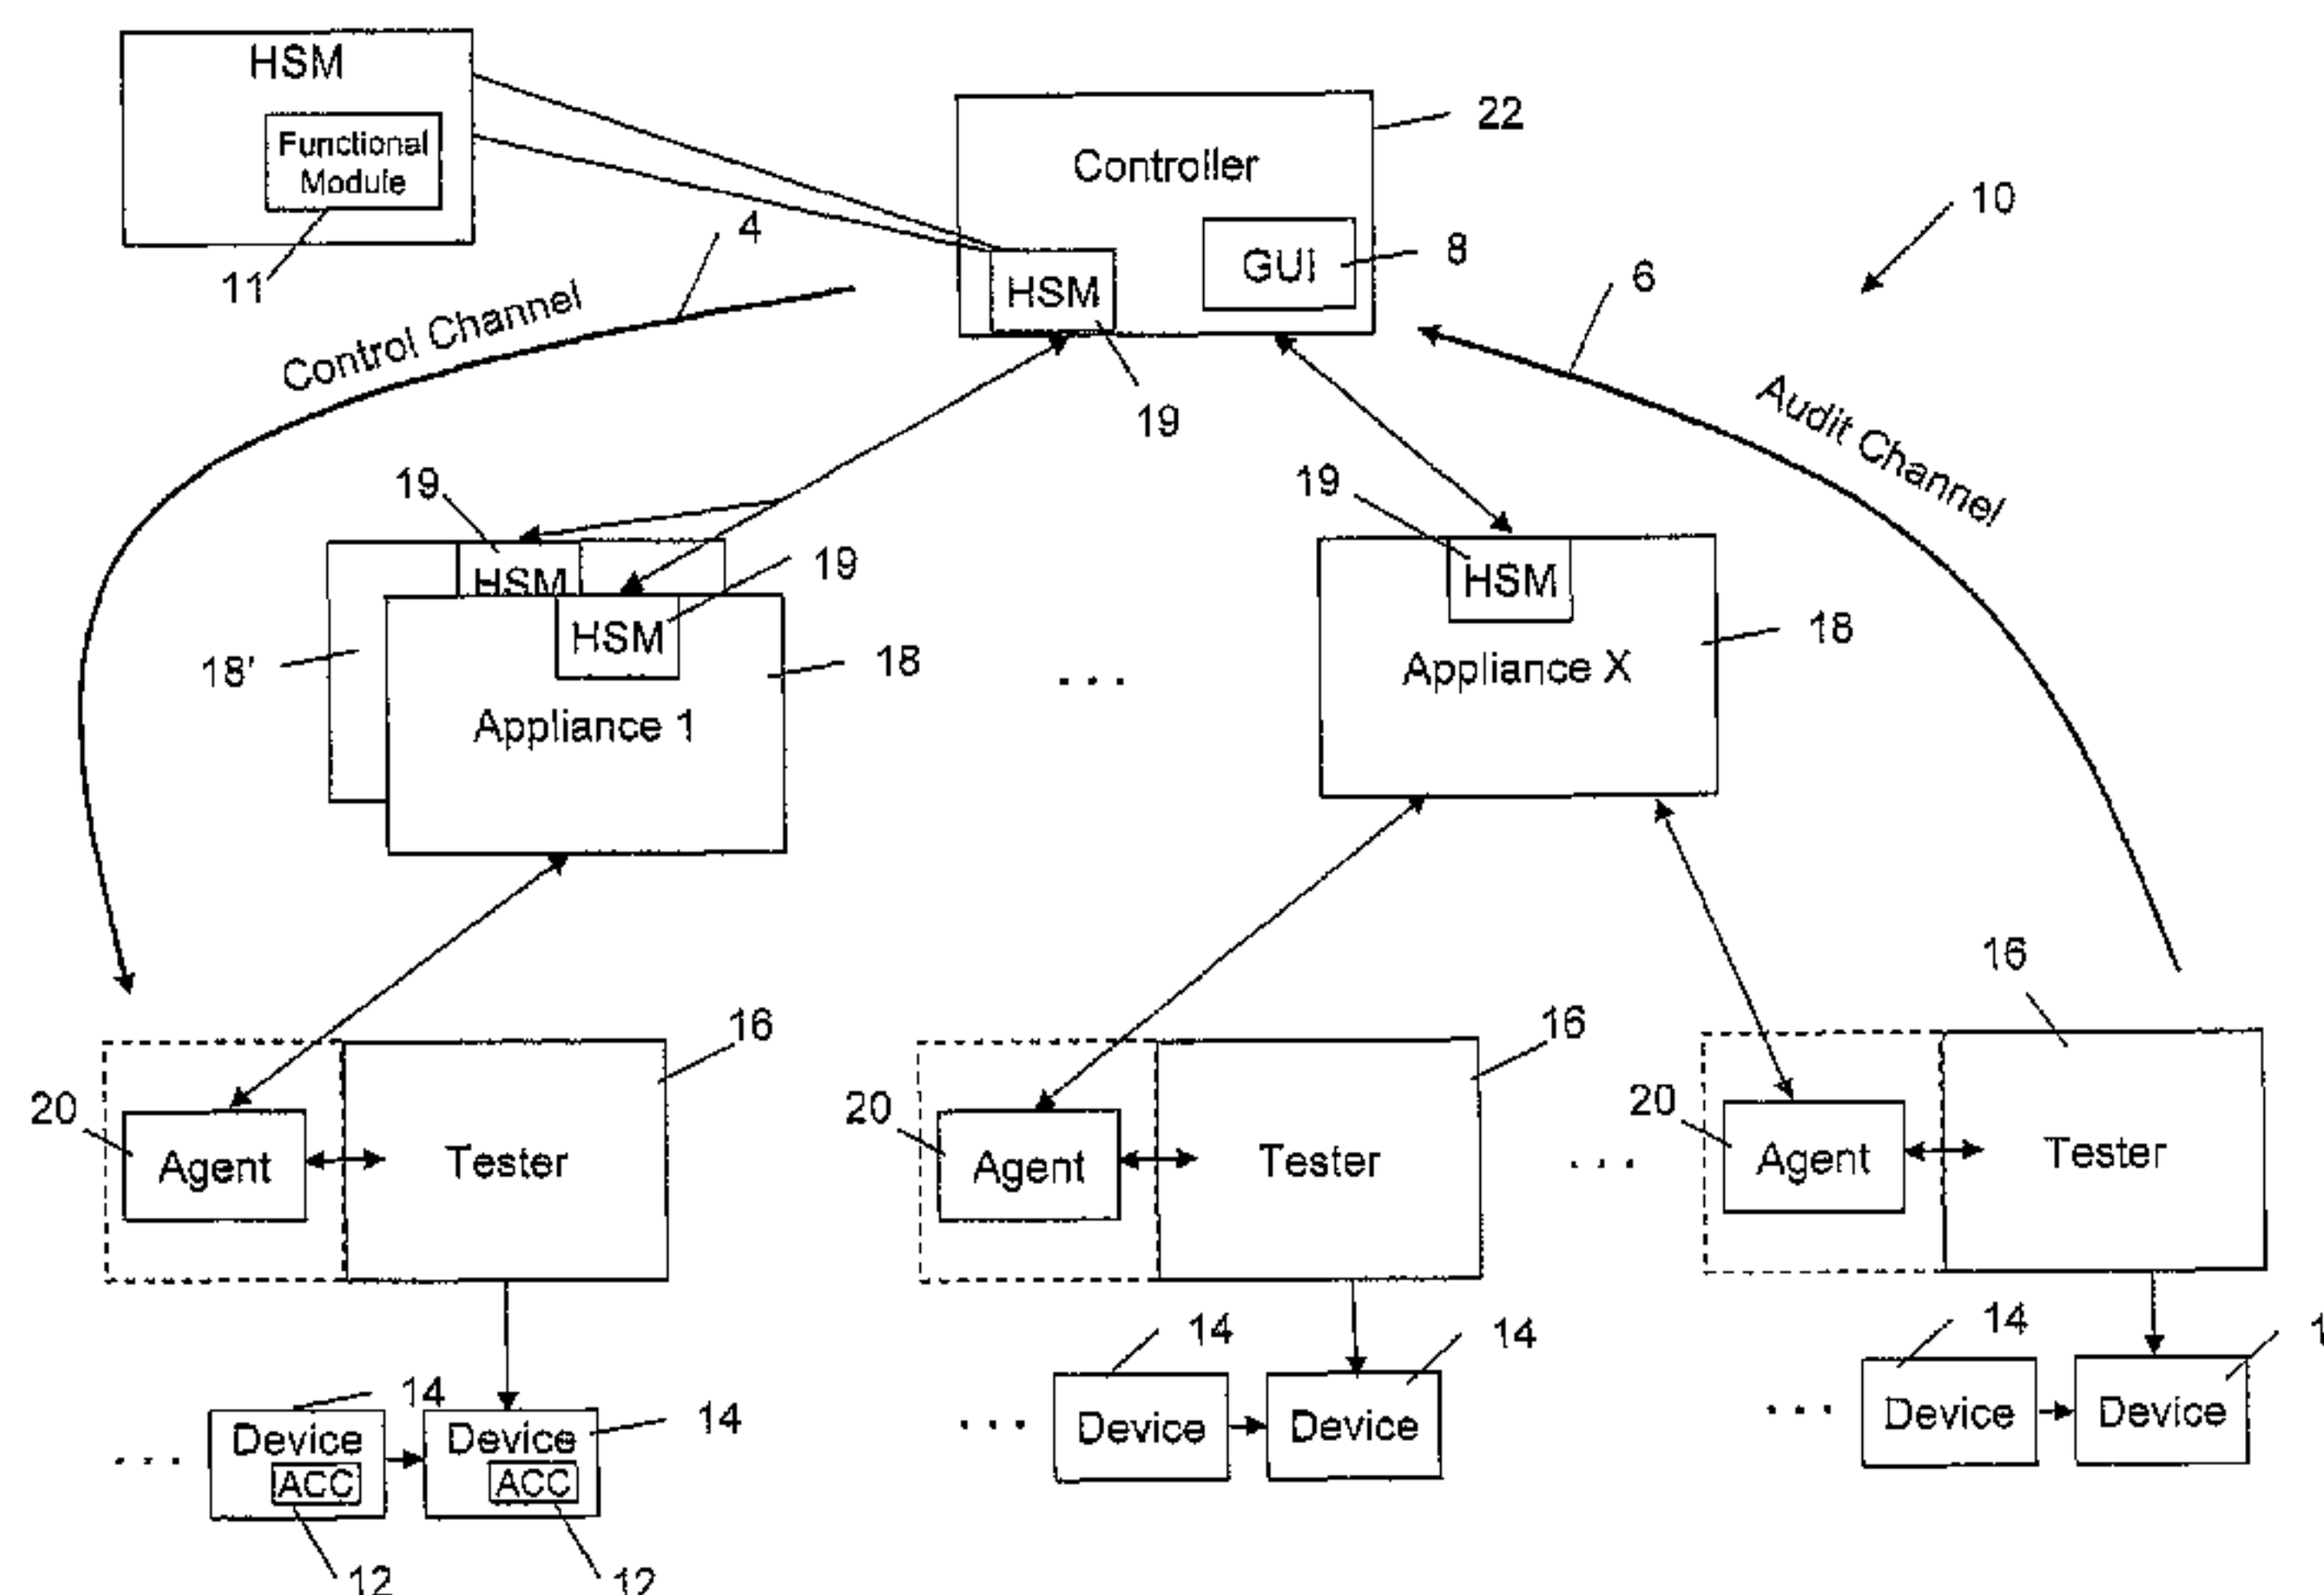 HSM
Functional
Module
11
Control Channel
4
Controller
22
GUI
8
HSM
19
10
6
Audit Channel
19
HSM
19
HSM
18'
18
Appliance 1
. . .
19
HSM
18
Appliance X
16
20
Agent
Tester
16
20
Agent
Tester
. . .
16
20
Agent
Tester
. . .
14
Device
ACC
12
14
Device
ACC
12
. . .
14
Device
14
Device
. . .
14
Device
Device